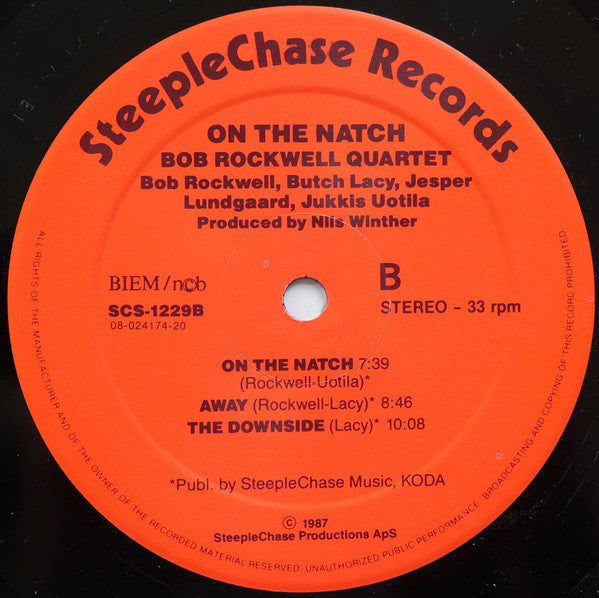 SteepleChase Records
ON THE NATCH
BOB ROCKWELL QUARTET
Bob Rockwell, Butch Lacy, Jesper
Lundgaard, Jukkis Uotila
Produced by Nils Winther
BIEM/ncb
SCS-1229B
08-024174-20
B
STEREO - 33 rpm
ON THE NATCH 7:39
(Rockwell-Uotila)*
AWAY (Rockwell-Lacy)* 8:46
THE DOWNSIDE (Lacy)* 10:08
*Publ. by SteepleChase Music, KODA
© 1987
SteepleChase Productions ApS
ALL RIGHTS OF THE MANUFACTURER AND OF THE OWNER OF THE RECORDED MATERIAL RESERVED. UNAUTHORIZED PUBLIC PERFORMANCE, BROADCASTING AND COPYING OF THIS RECORD PROHIBITED